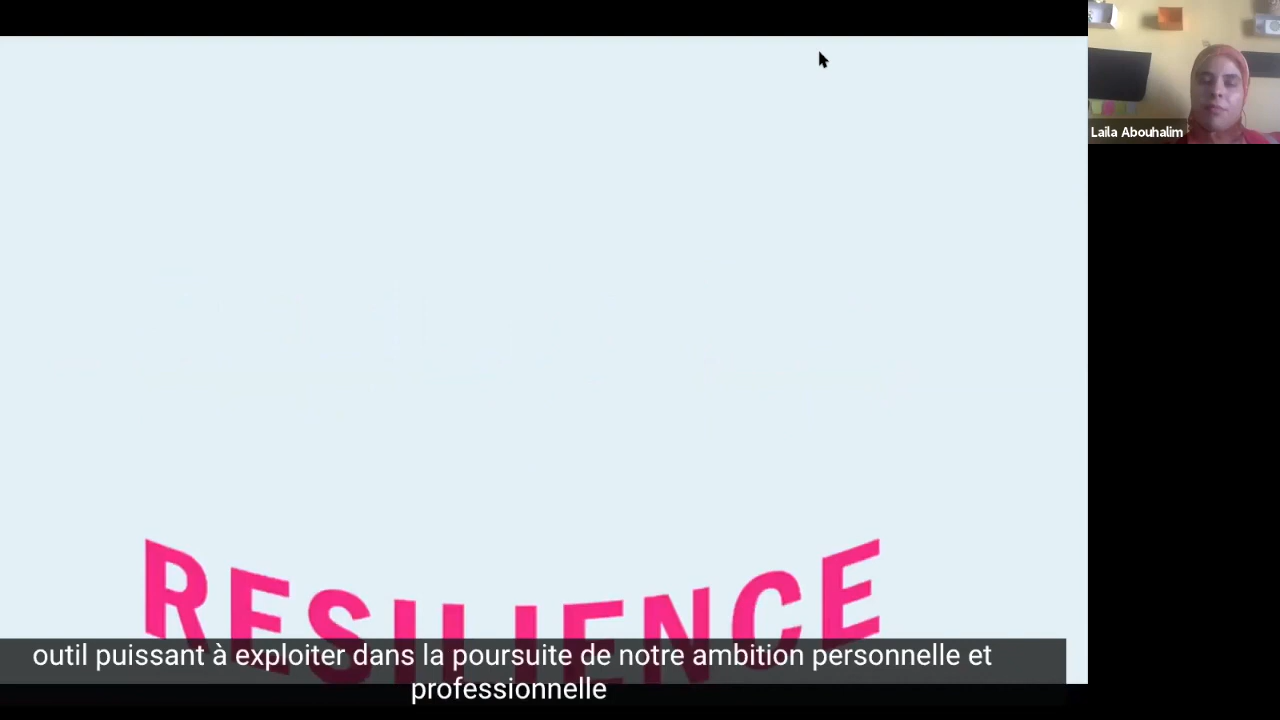 Laila Abouhalim
RESILIENCE
outil puissant à exploiter dans la poursuite de notre ambition personnelle et
professionnelle